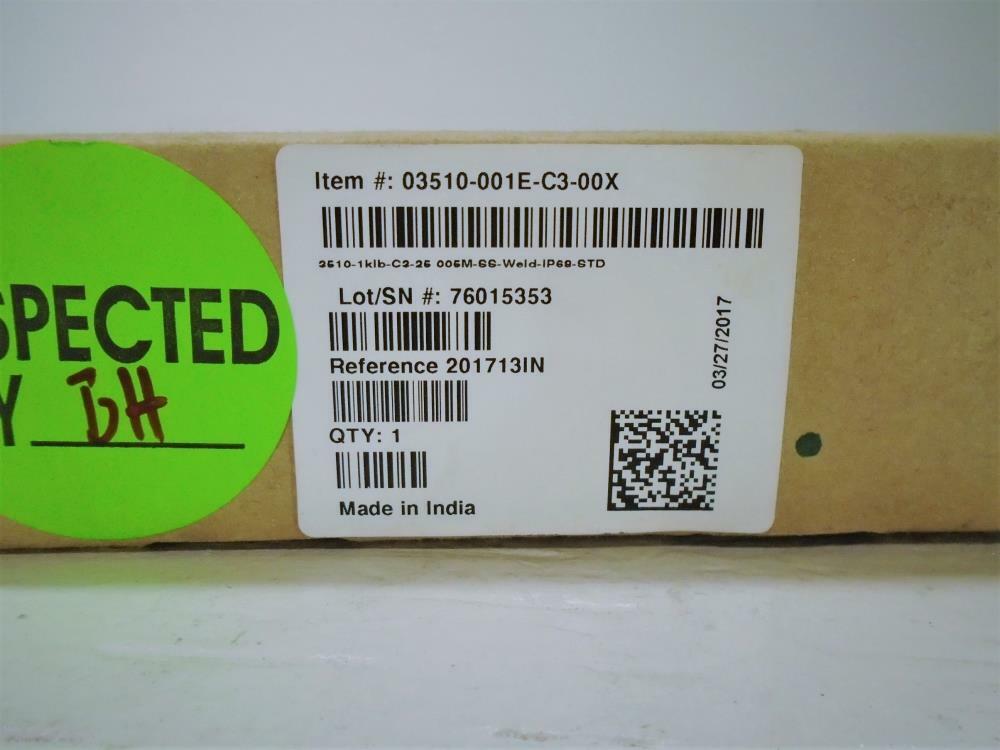 Item #: 03510-001E-C3-00X
3510-1klb-C3-25 005M-SS-Weld-IP68-STD
Lot/SN #: 76015353
Reference 201713IN
QTY: 1
Made in India
03/27/2017
SPECTED
Y BH